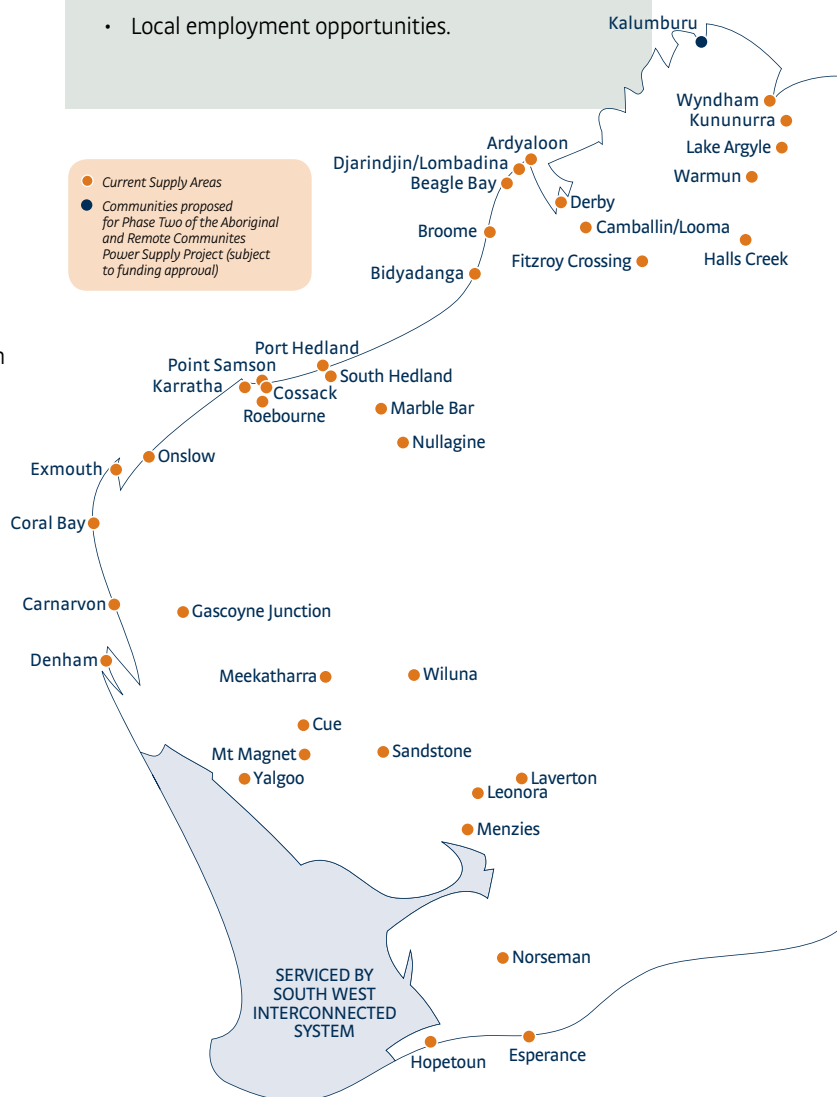 • Local employment opportunities.
Kalumburu
Wyndham
Kununurra
Ardyaloon
Lake Argyle
Djarindjin/Lombadina
Warmun
Beagle Bay
• Current Supply Areas
• Communities proposed
for Phase Two of the Aboriginal
and Remote Communites
Power Supply Project (subject
to funding approval)
Derby
Broome
Camballin/Looma
Fitzroy Crossing
Halls Creek
Bidyadanga
n
Port Hedland
Point Samson
South Hedland
Karratha
Cossack
Roebourne
Marble Bar
Nullagine
Onslow
Exmouth
Coral Bay
Carnarvon
Gascoyne Junction
Denham
Meekatharra
Wiluna
Cue
Mt Magnet
Sandstone
Yalgoo
Laverton
Leonora
Menzies
Norseman
SERVICED BY
SOUTH WEST
INTERCONNECTED
SYSTEM
Hopetoun
Esperance